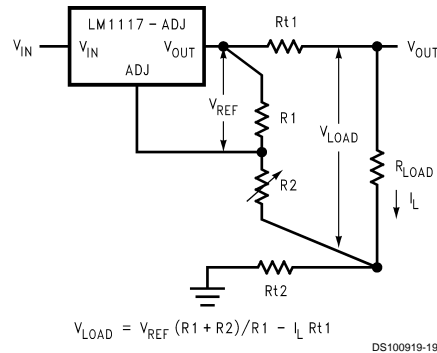 LM1117-ADJ
Rt1
V_IN
V_IN
V_OUT
V_OUT
ADJ
V_REF
R1
V_LOAD
R_LOAD
R2
I_L
Rt2
V_LOAD = V_REF (R1 + R2)/R1 - I_L Rt1
DS100919-19